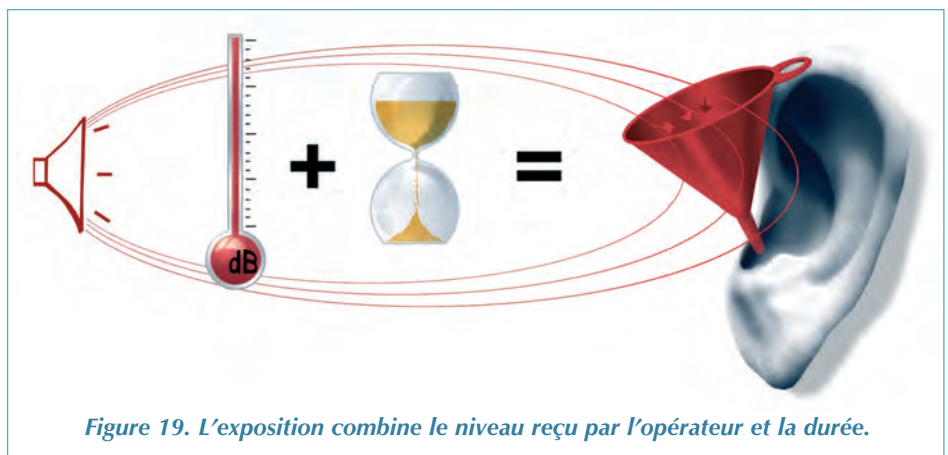 +
=
dB
Figure 19. L'exposition combine le niveau reçu par l'opérateur et la durée.